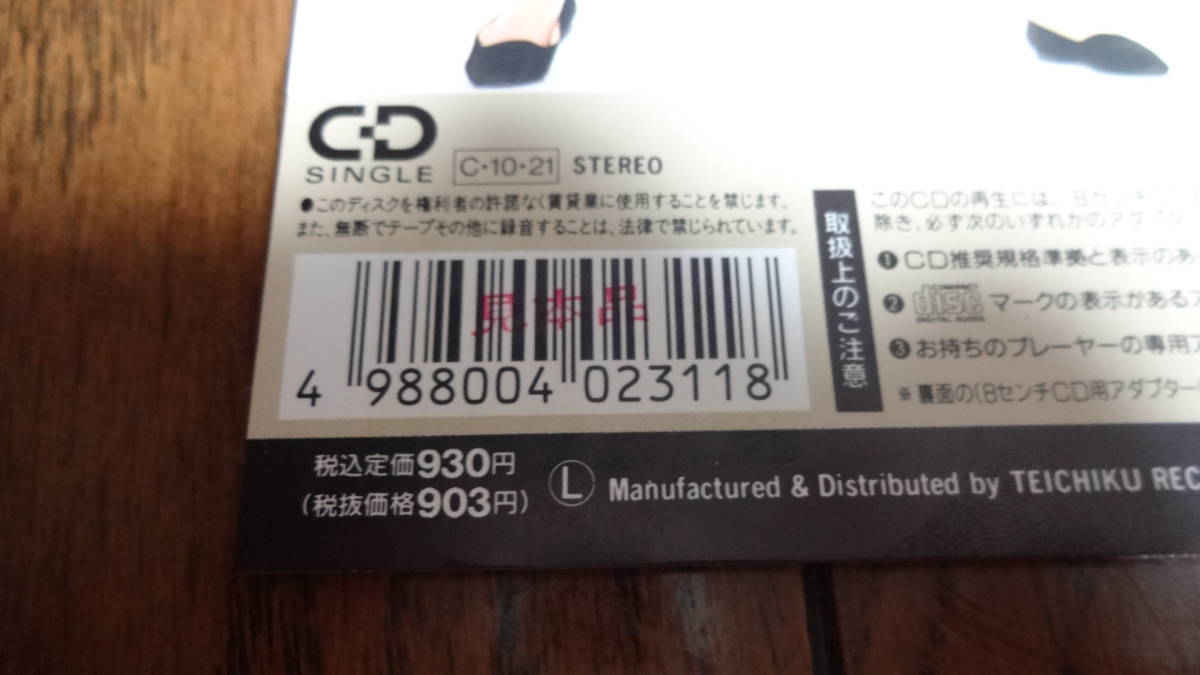 CD
SINGLE
C・10・21 STEREO
●このディスクを権利者の許諾なく賃貸業に使用することを禁じます。
また、無断でテープその他に録音することは、法律で禁じられています。
見本品
4 988004 023118
取扱上のご注意
このCDの再生には、8センチ
除き、必ず次のいずれかのアダプタ
❶CD推奨規格準拠と表示のあ
❷ COMPACT disc DIGITAL AUDIO マークの表示がある
❸お持ちのプレーヤーの専用ア
※裏面の(8センチCD用アダプター
税込定価930円
(税抜価格903円)
Ⓛ Manufactured & Distributed by TEICHIKU REC